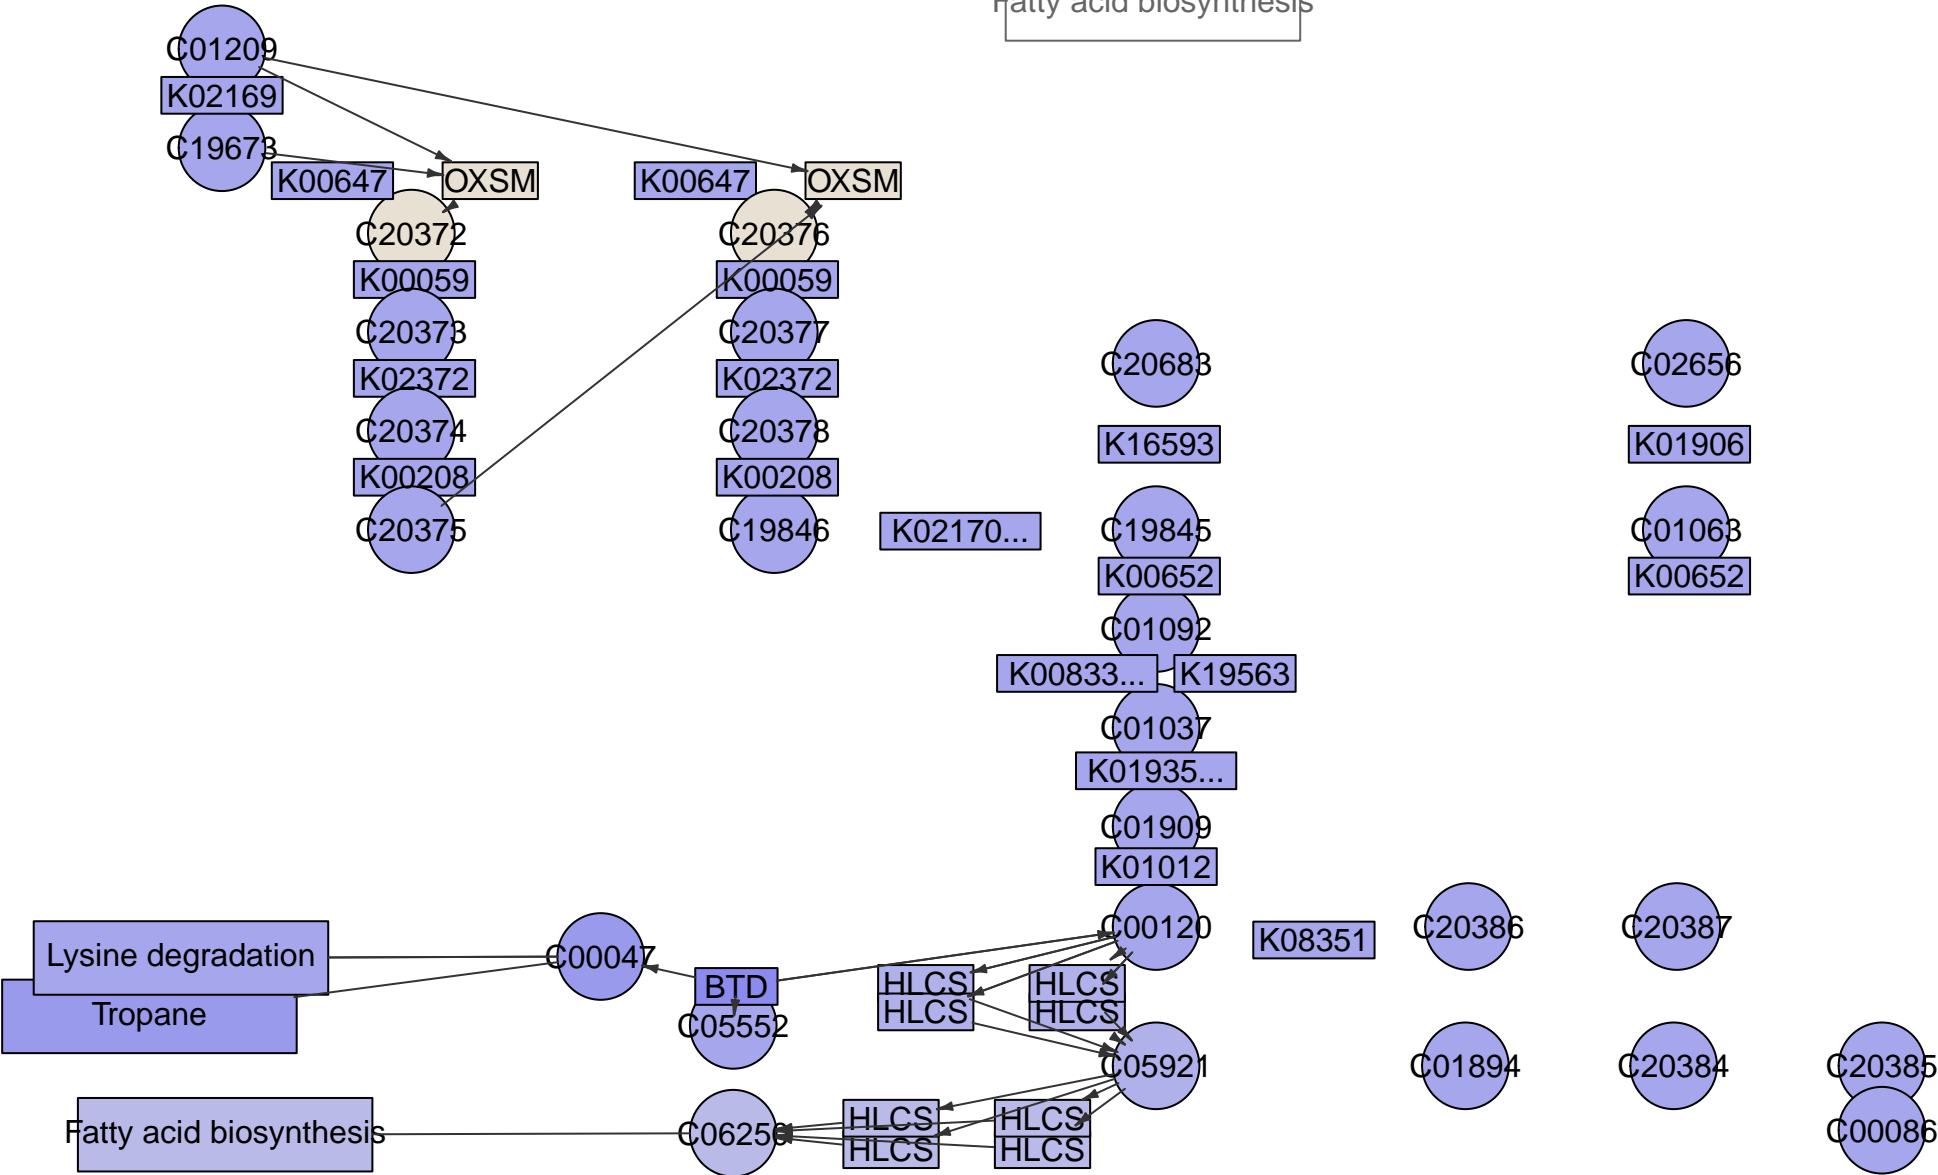 Fatty acid biosynthesis
C01209
K02169
C19673
K00647
OXSM
K00647
OXSM
C20372
C20376
K00059
K00059
C20373
C20377
C20683
C02656
K02372
K02372
C20374
C20378
K16593
K01906
K00208
K00208
C20375
C19846
K02170...
C19845
C01063
K00652
K00652
C01092
K00833...
K19563
C01037
K01935...
C01909
K01012
C00120
K08351
C20386
C20387
Lysine degradation
C00047
BTD
HLCS
HLCS
Tropane
C05552
HLCS
HLCS
C05921
C01894
C20384
C20385
Fatty acid biosynthesis
C06250
HLCS
HLCS
C00086
HLCS
HLCS